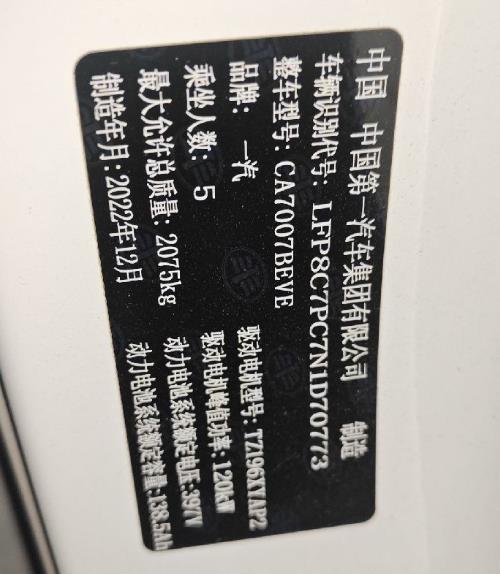 中国 中国第一汽车集团有限公司 制造
车辆识别代号: LFP8C7PC7N1D70773
整车型号: CA7007BEVE
品牌: 一汽 驱动电机型号: TZ196XYAP2
乘坐人数: 5 驱动电机峰值功率: 120kW
最大允许总质量: 2075kg 动力电池系统额定电压: 397V
制造年月: 2022年12月 动力电池系统额定容量: 138.5Ah